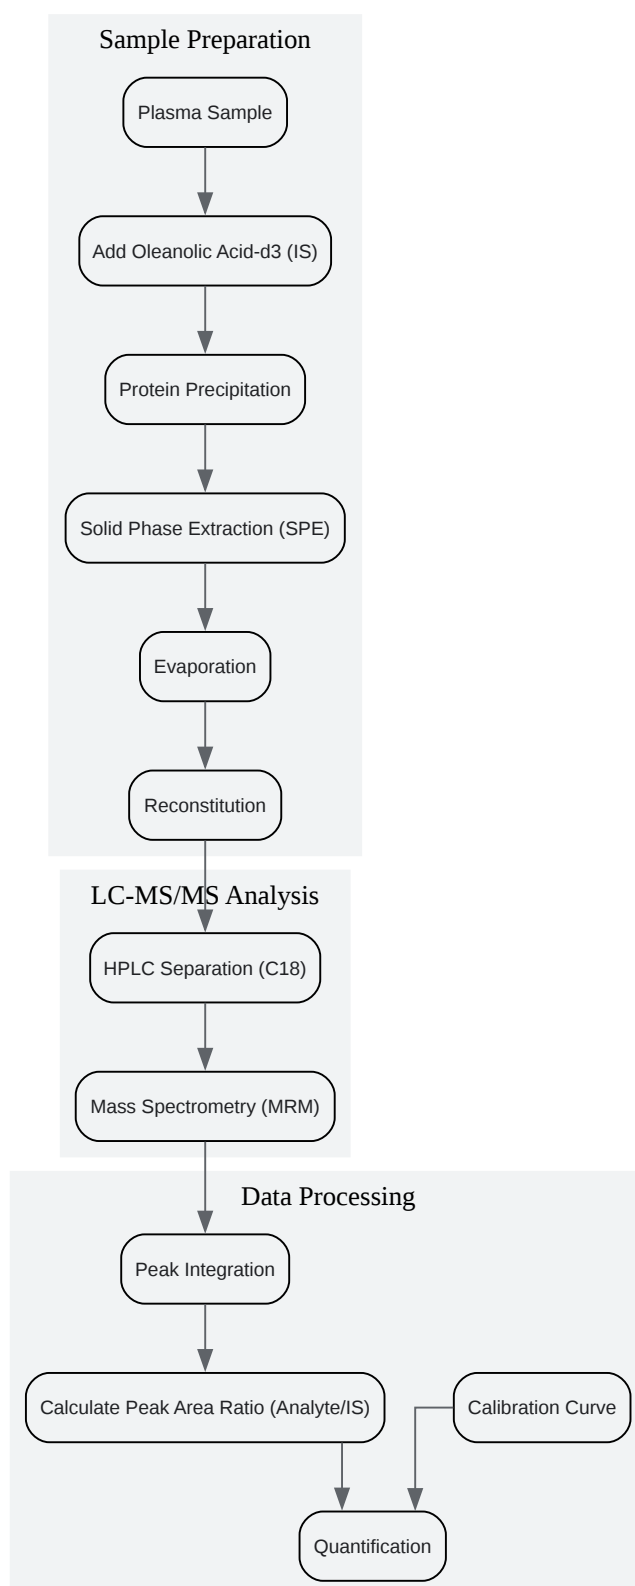 Sample Preparation
Plasma Sample
Add Oleanolic Acid-d3 (IS)
Protein Precipitation
Solid Phase Extraction (SPE)
Evaporation
Reconstitution
LC-MS/MS Analysis
HPLC Separation (C18)
Mass Spectrometry (MRM)
Data Processing
Peak Integration
Calculate Peak Area Ratio (Analyte/IS)
Calibration Curve
Quantification